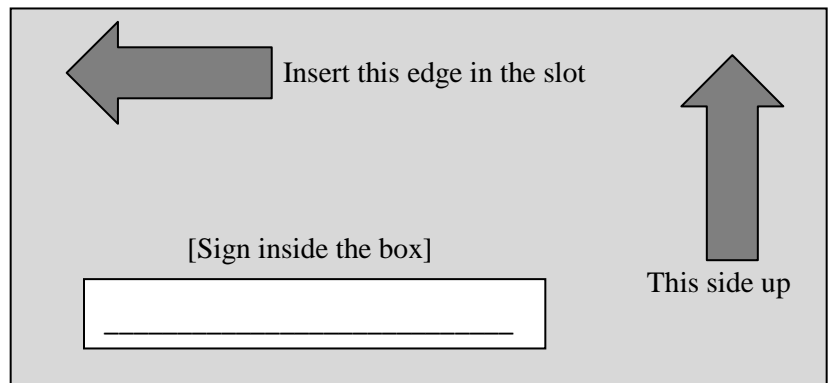 Insert this edge in the slot
[Sign inside the box]
This side up